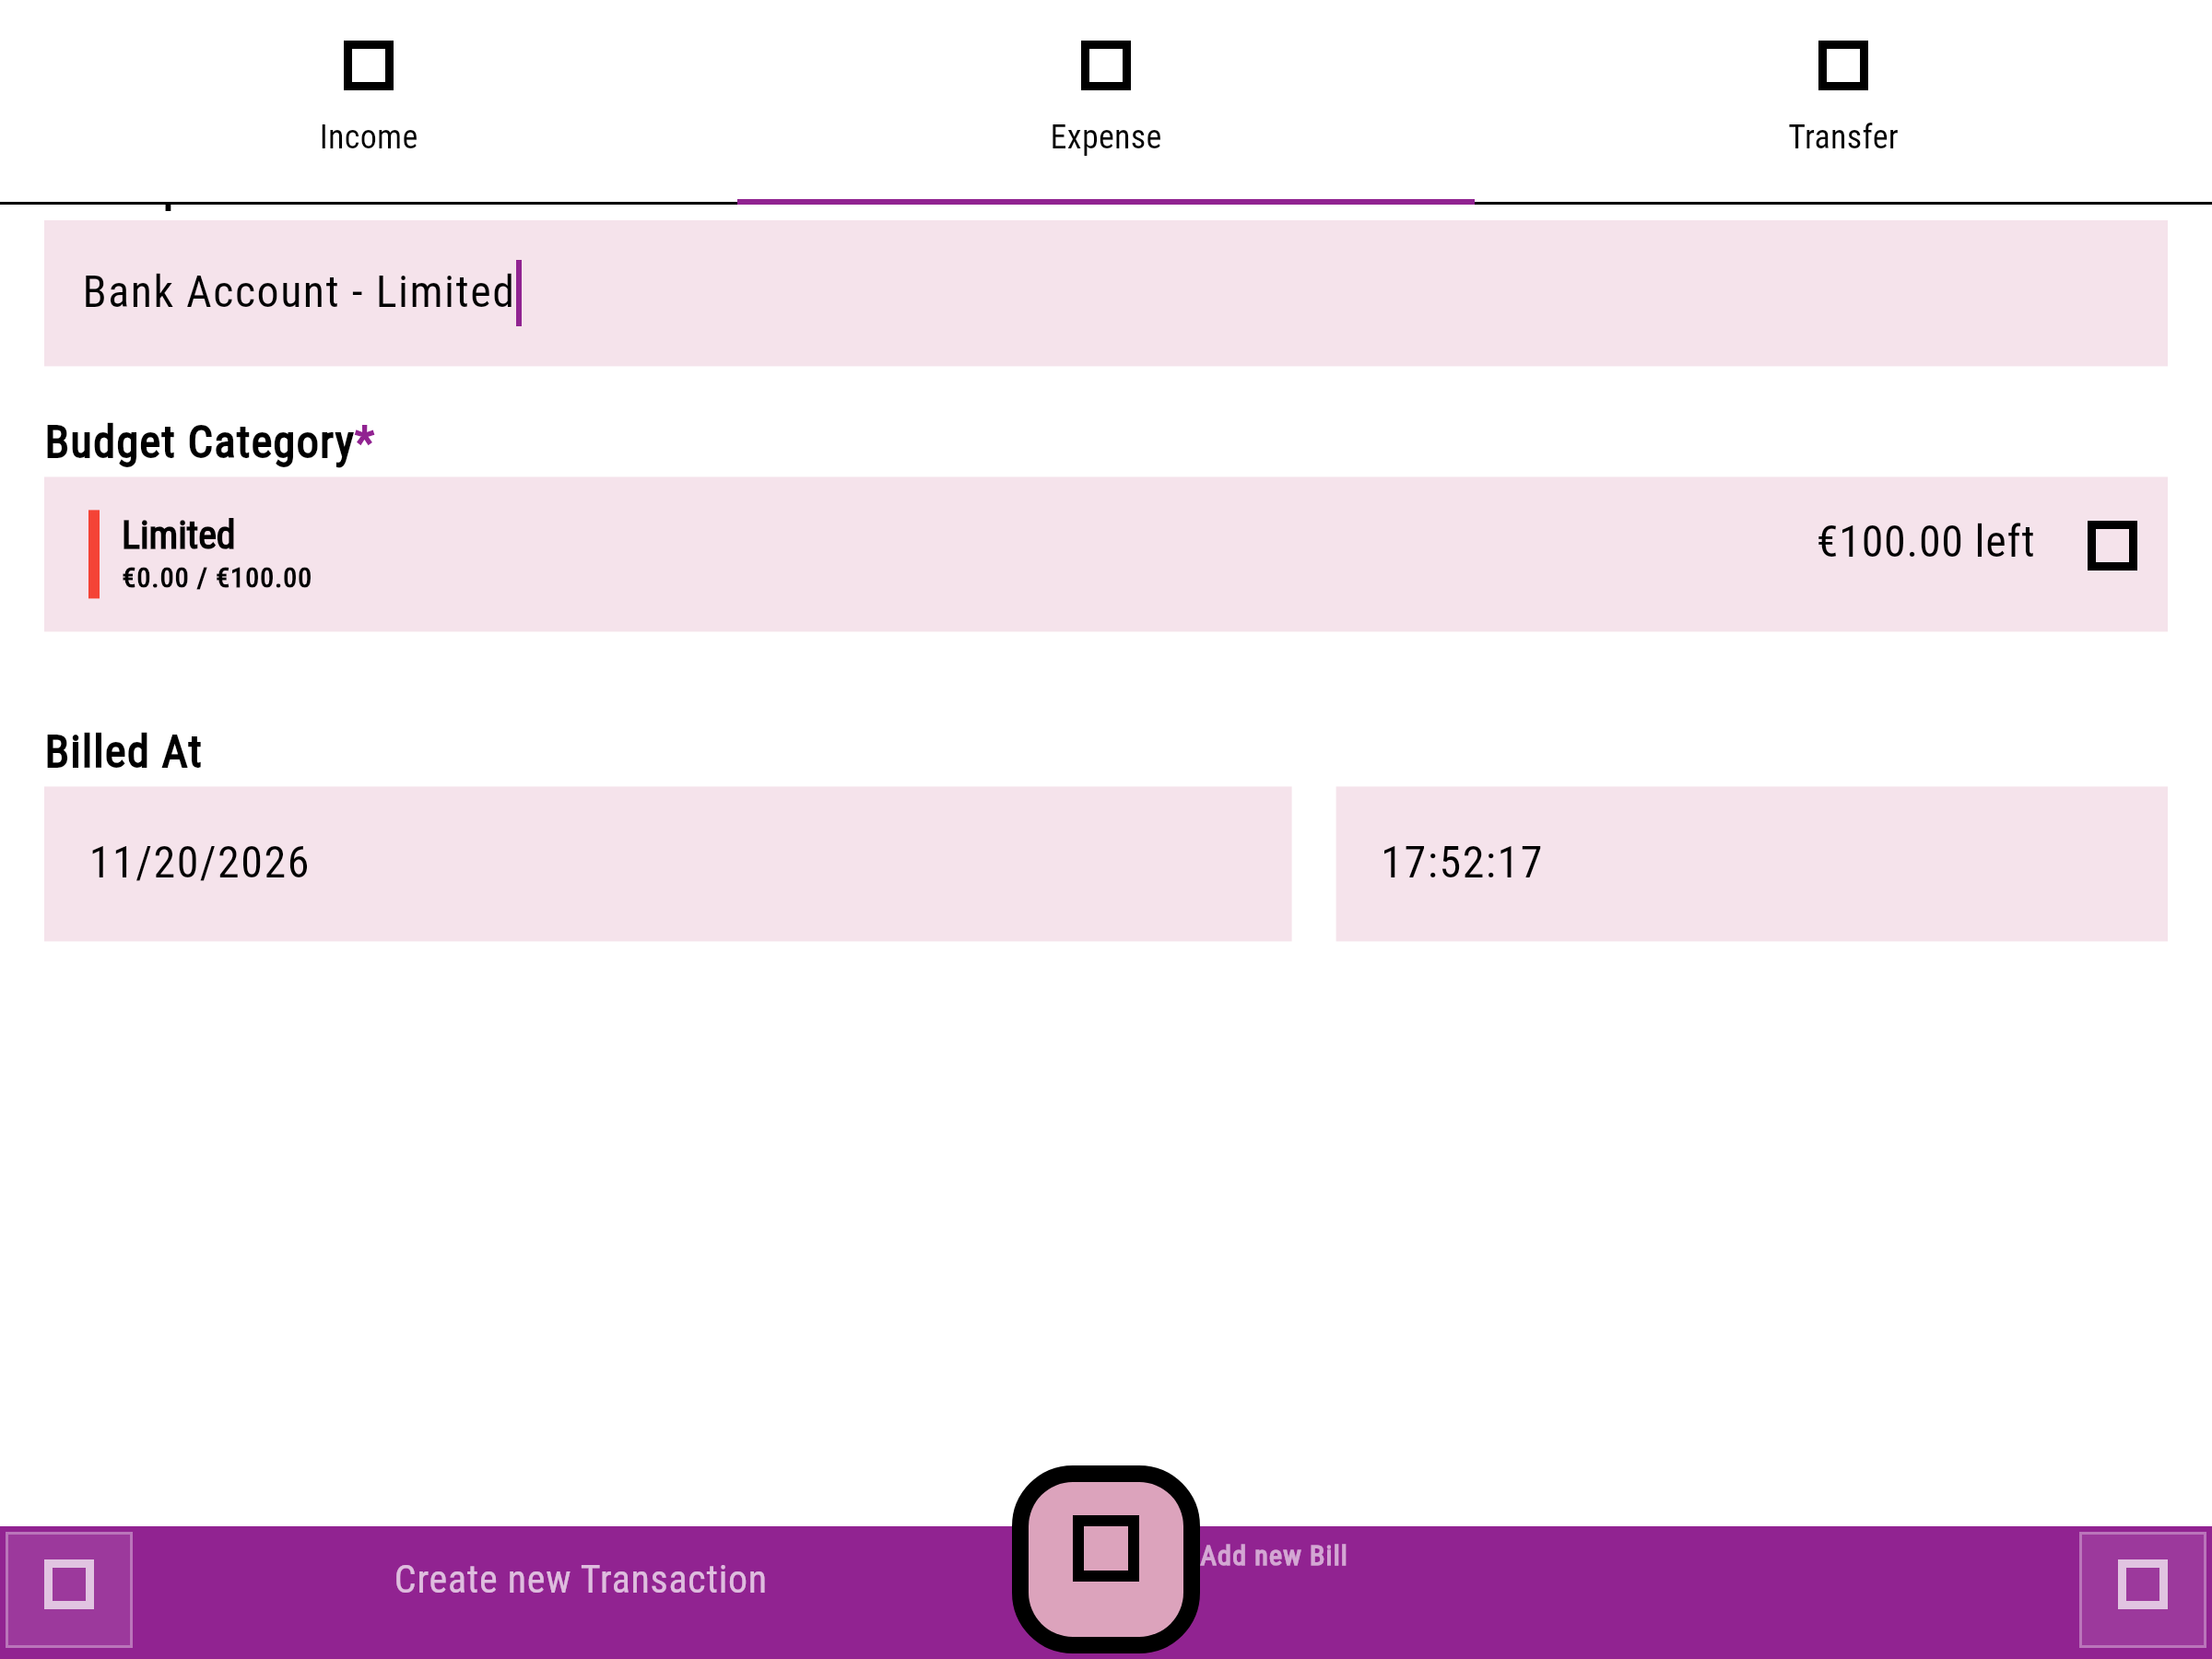 Income
Expense
Transfer
Bank Account - Limited
Budget Category*
Limited
€0.00 / €100.00
€100.00 left
Billed At
11/20/2026
17:52:17
Create new Transaction
Add new Bill